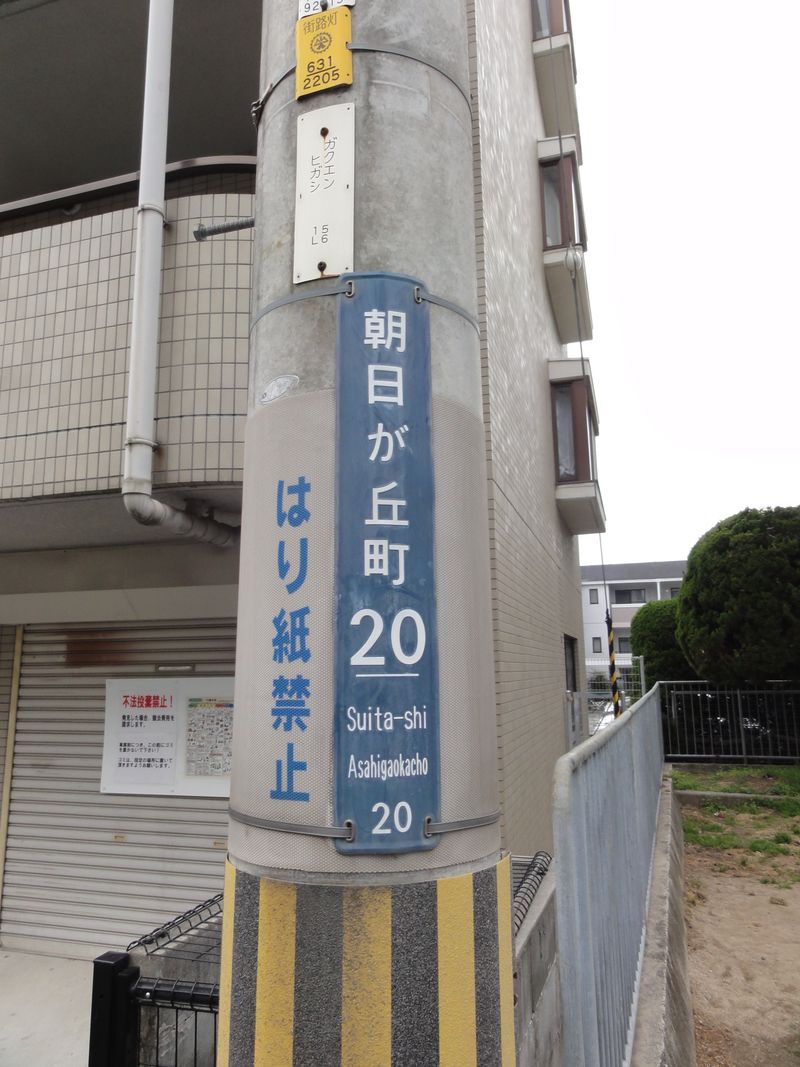 街路灯
631
2205
ガクエン
ヒガシ
15
L6
朝日が丘町
20
Suita-shi
Asahigaokacho
20
はり紙禁止
不法投棄禁止!